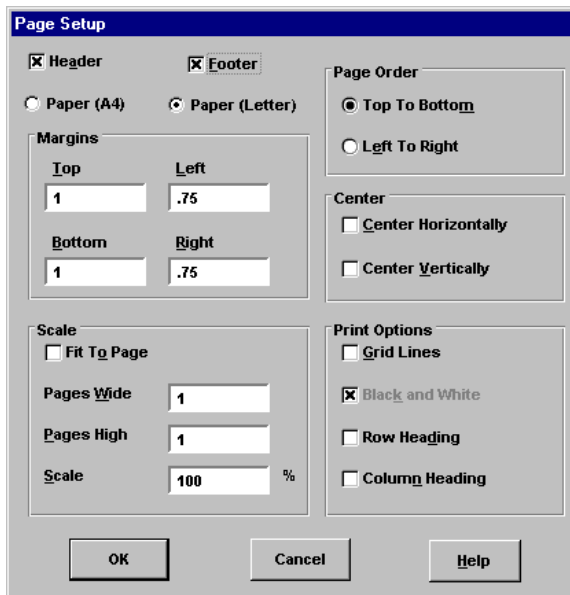 Page Setup
Header
Footer
Paper (A4)
Paper (Letter)
Margins
Top
Left
1
.75
Bottom
Right
1
.75
Page Order
Top To Bottom
Left To Right
Center
Center Horizontally
Center Vertically
Scale
Fit To Page
Pages Wide
1
Pages High
1
Scale
100 %
Print Options
Grid Lines
Black and White
Row Heading
Column Heading
OK
Cancel
Help